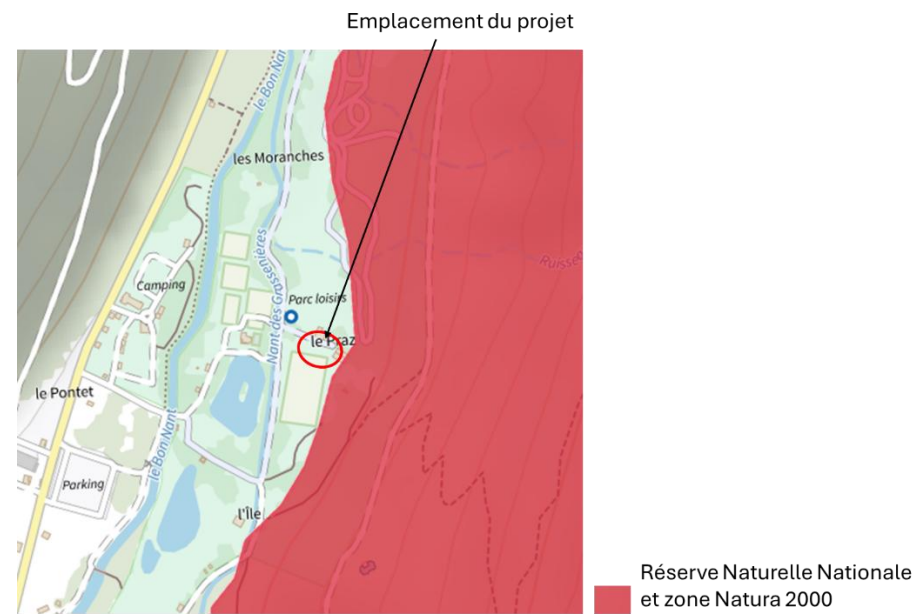 Emplacement du projet
le Bon Nant
les Moranches
Nant des Grassenières
Ruisse
Camping
Parc loisirs
le Praz
le Pontet
le Bon Nant
Parking
l'Île
Réserve Naturelle Nationale
et zone Natura 2000